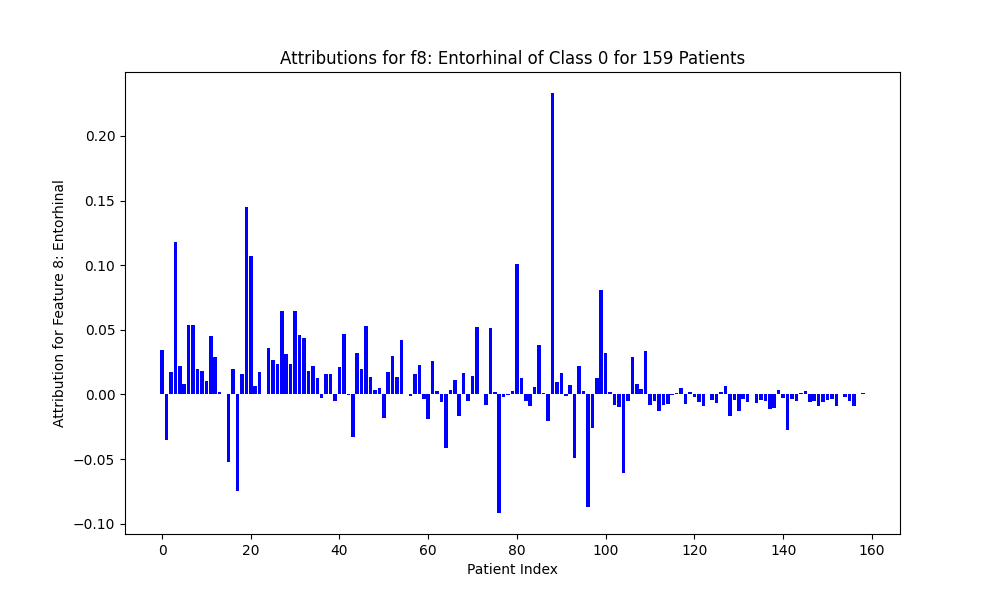 Attributions for f8: Entorhinal of Class 0 for 159 Patients
Attribution for Feature 8: Entorhinal
0.20
0.15
0.10
0.05
0.00
−0.05
−0.10
0 20 40 60 80 100 120 140 160
Patient Index